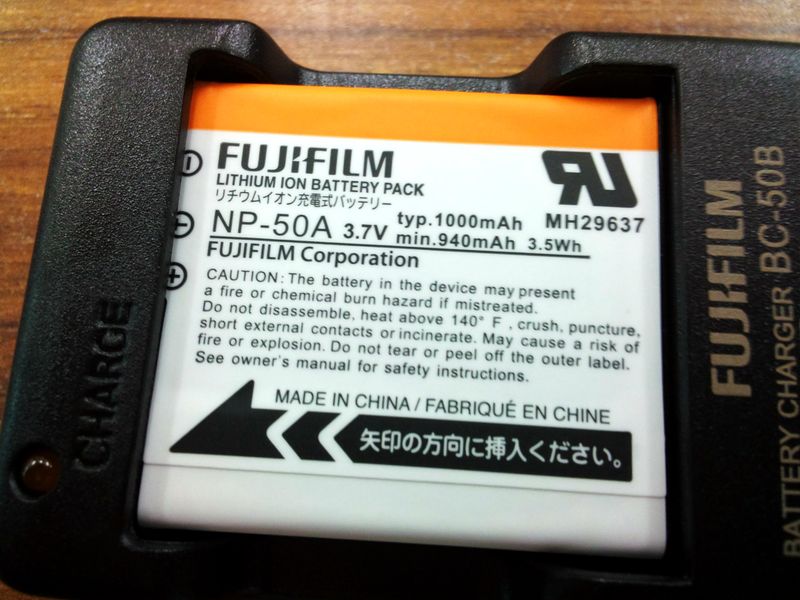 FUJIFILM
LITHIUM ION BATTERY PACK
リチウムイオン充電式バッテリー
NP-50A 3.7V typ.1000mAh
min.940mAh 3.5Wh
MH29637
FUJIFILM Corporation
CAUTION: The battery in the device may present
a fire or chemical burn hazard if mistreated.
Do not disassemble, heat above 140° F , crush, puncture,
short external contacts or incinerate. May cause a risk of
fire or explosion. Do not tear or peel off the outer label.
See owner's manual for safety instructions.
MADE IN CHINA / FABRIQUÉ EN CHINE
矢印の方向に挿入ください。
CHARGE
FUJIFILM
BATTERY CHARGER BC-50B